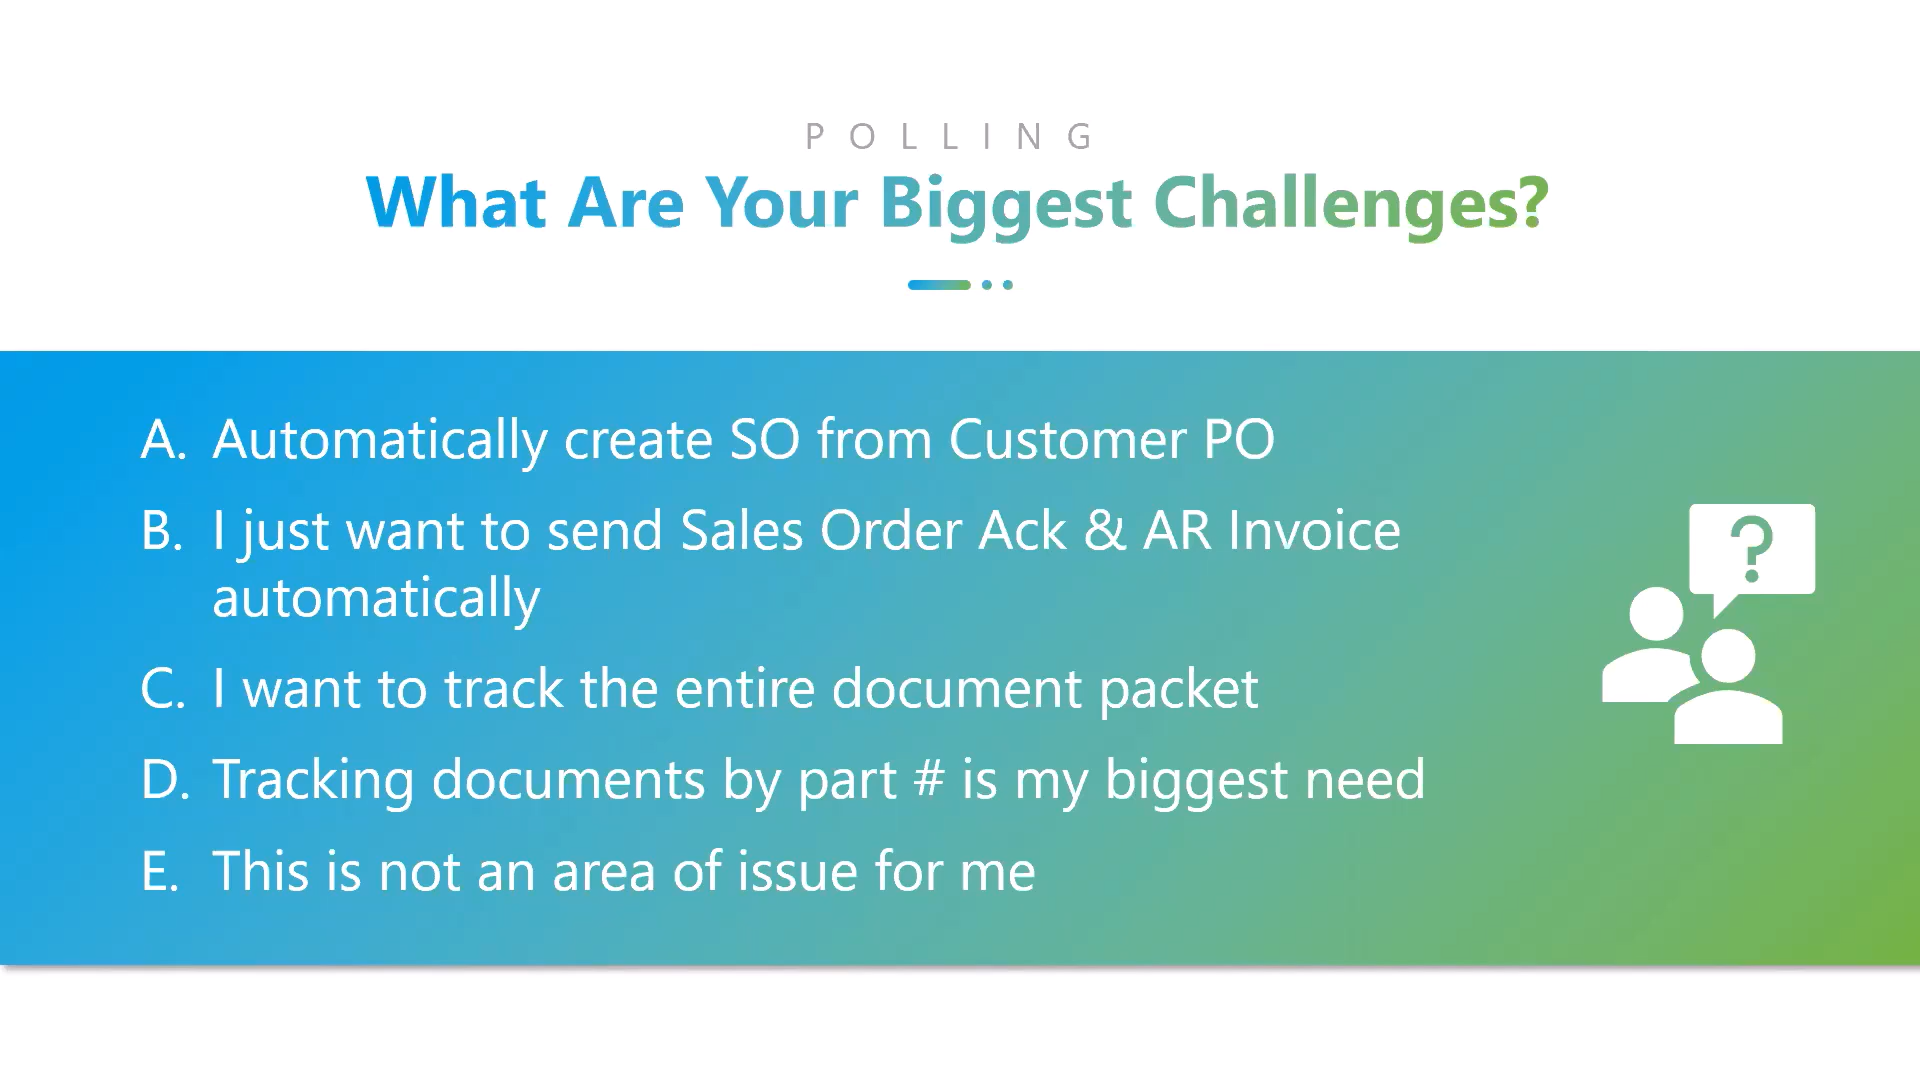 POLLING
What Are Your Biggest Challenges?
A. Automatically create SO from Customer PO
B. I just want to send Sales Order Ack & AR Invoice
automatically
C. I want to track the entire document packet
D. Tracking documents by part # is my biggest need
E. This is not an area of issue for me
?